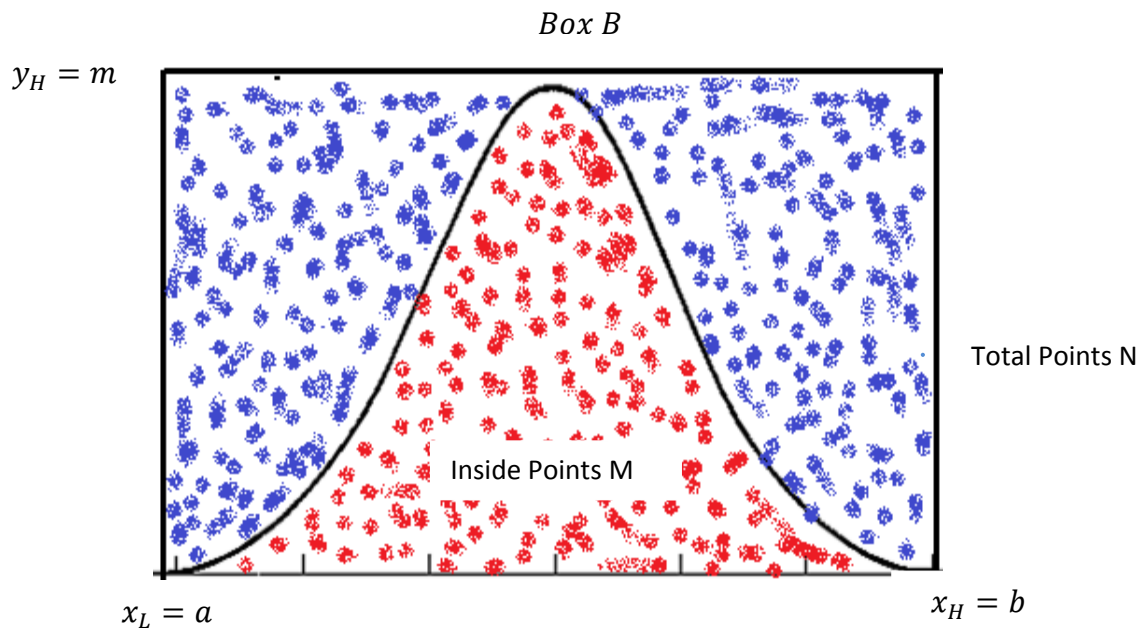 Box B
y_H = m
Total Points N
Inside Points M
x_L = a
x_H = b